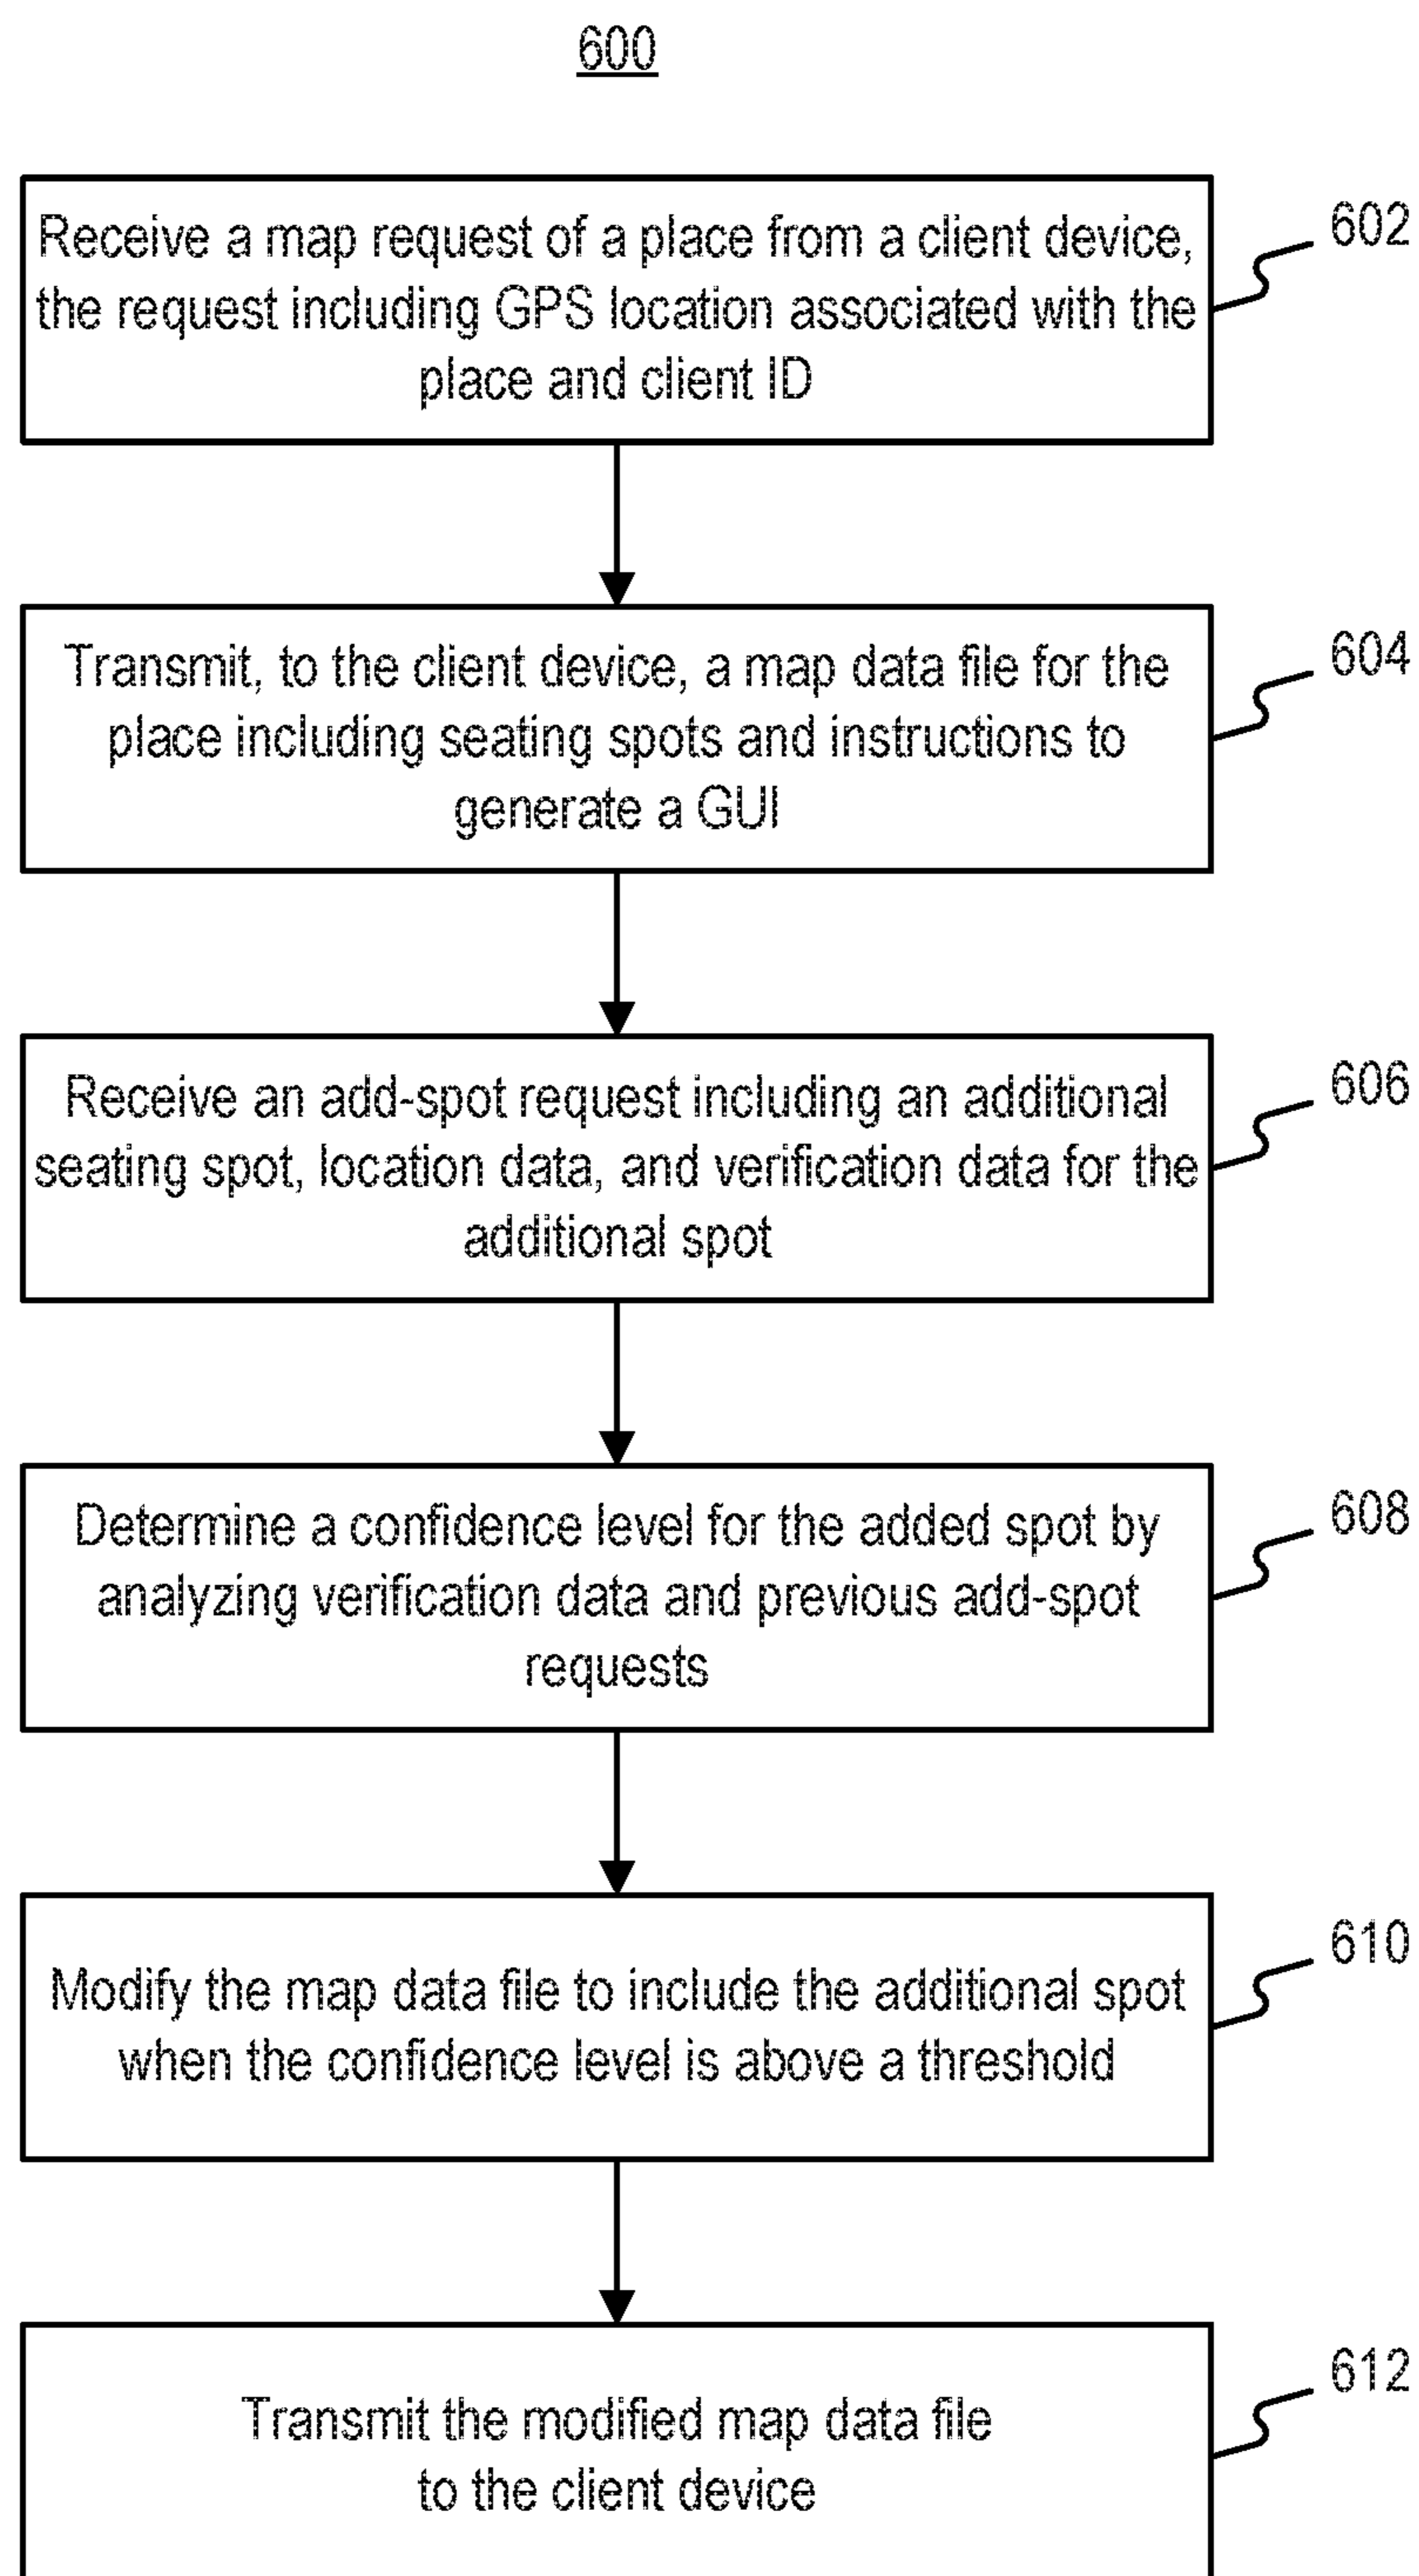 600
Receive a map request of a place from a client device,
the request including GPS location associated with the
place and client ID
602
Transmit, to the client device, a map data file for the
place including seating spots and instructions to
generate a GUI
604
Receive an add-spot request including an additional
seating spot, location data, and verification data for the
additional spot
606
Determine a confidence level for the added spot by
analyzing verification data and previous add-spot
requests
608
Modify the map data file to include the additional spot
when the confidence level is above a threshold
610
Transmit the modified map data file
to the client device
612